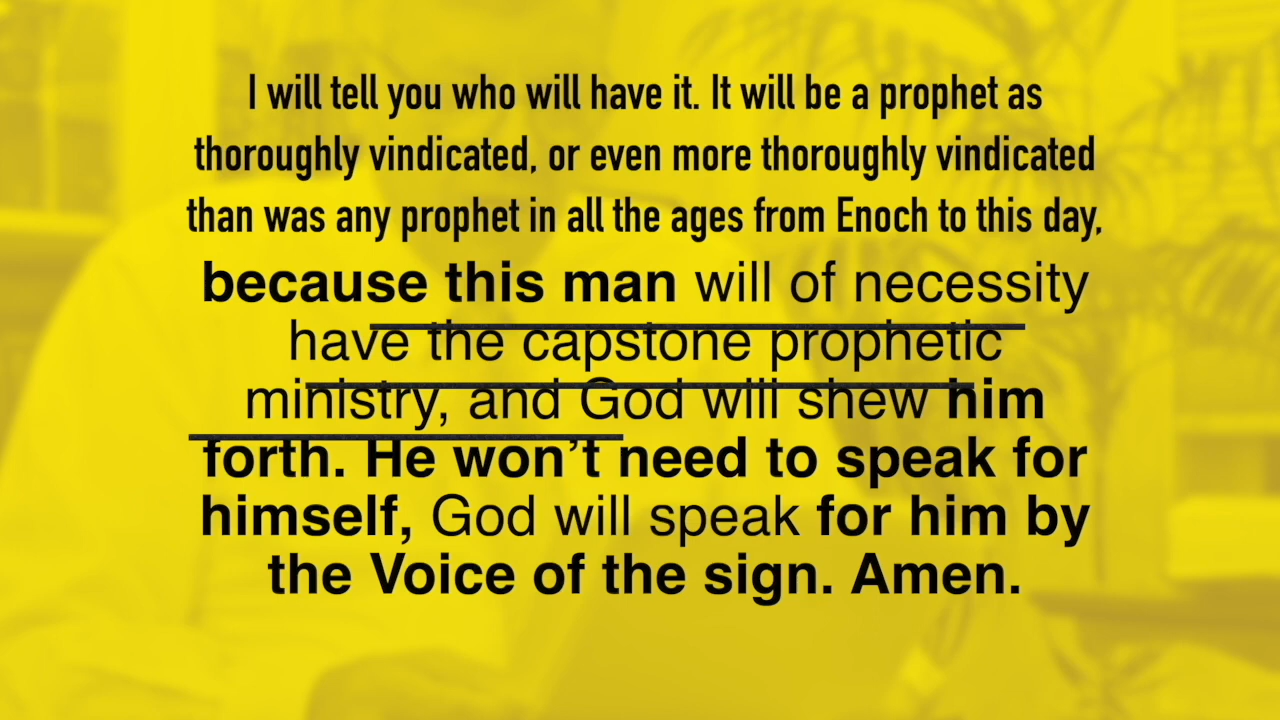 I will tell you who will have it. It will be a prophet as
thoroughly vindicated, or even more thoroughly vindicated
than was any prophet in all the ages from Enoch to this day,
because this man will of necessity
have the capstone prophetic
ministry, and God will shew him
forth. He won’t need to speak for
himself, God will speak for him by
the Voice of the sign. Amen.